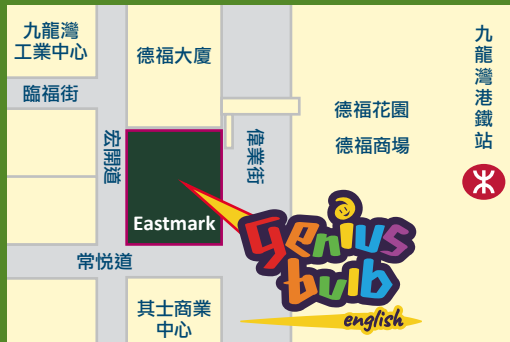 九龍灣
工業中心
德福大廈
九龍灣港鐵站
臨福街
德福花園
德福商場
宏開道
偉業街
Eastmark
genius
bulb
english
常悦道
其士商業
中心